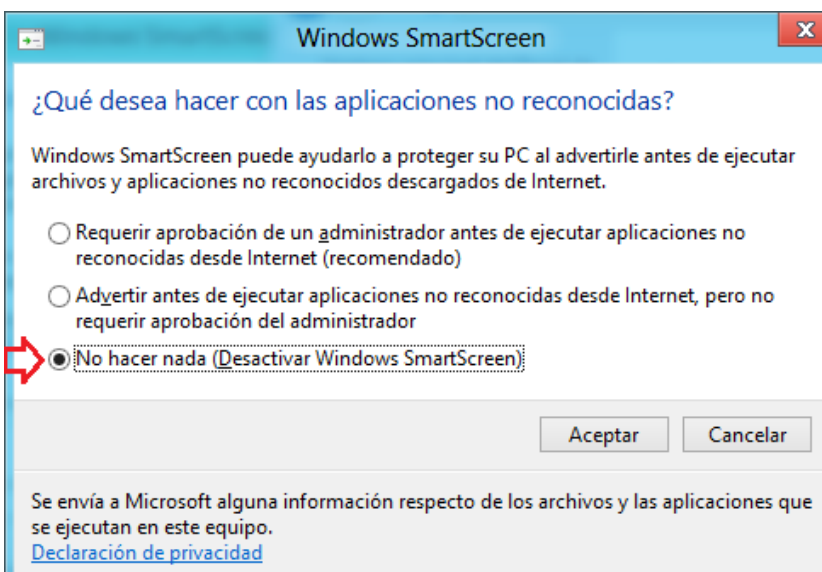 Windows SmartScreen
¿Qué desea hacer con las aplicaciones no reconocidas?
Windows SmartScreen puede ayudarlo a proteger su PC al advertirle antes de ejecutar
archivos y aplicaciones no reconocidos descargados de Internet.
Requerir aprobación de un administrador antes de ejecutar aplicaciones no
reconocidas desde Internet (recomendado)
Advertir antes de ejecutar aplicaciones no reconocidas desde Internet, pero no
requerir aprobación del administrador
No hacer nada (Desactivar Windows SmartScreen)
Aceptar
Cancelar
Se envía a Microsoft alguna información respecto de los archivos y las aplicaciones que
se ejecutan en este equipo.
Declaración de privacidad